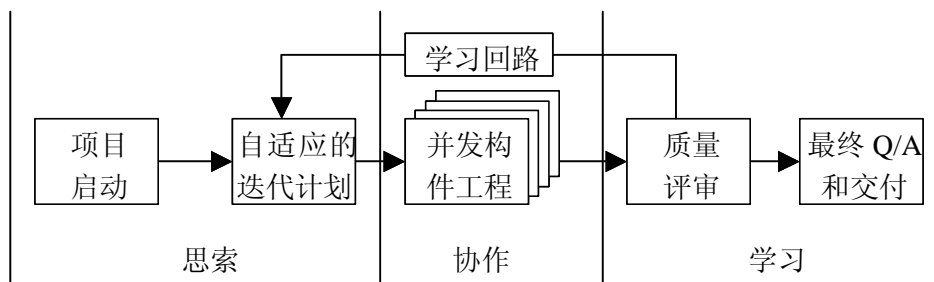 学习回路
项目
启动
自适应的
迭代计划
并发构
件工程
质量
评审
最终 Q/A
和交付
思索
协作
学习